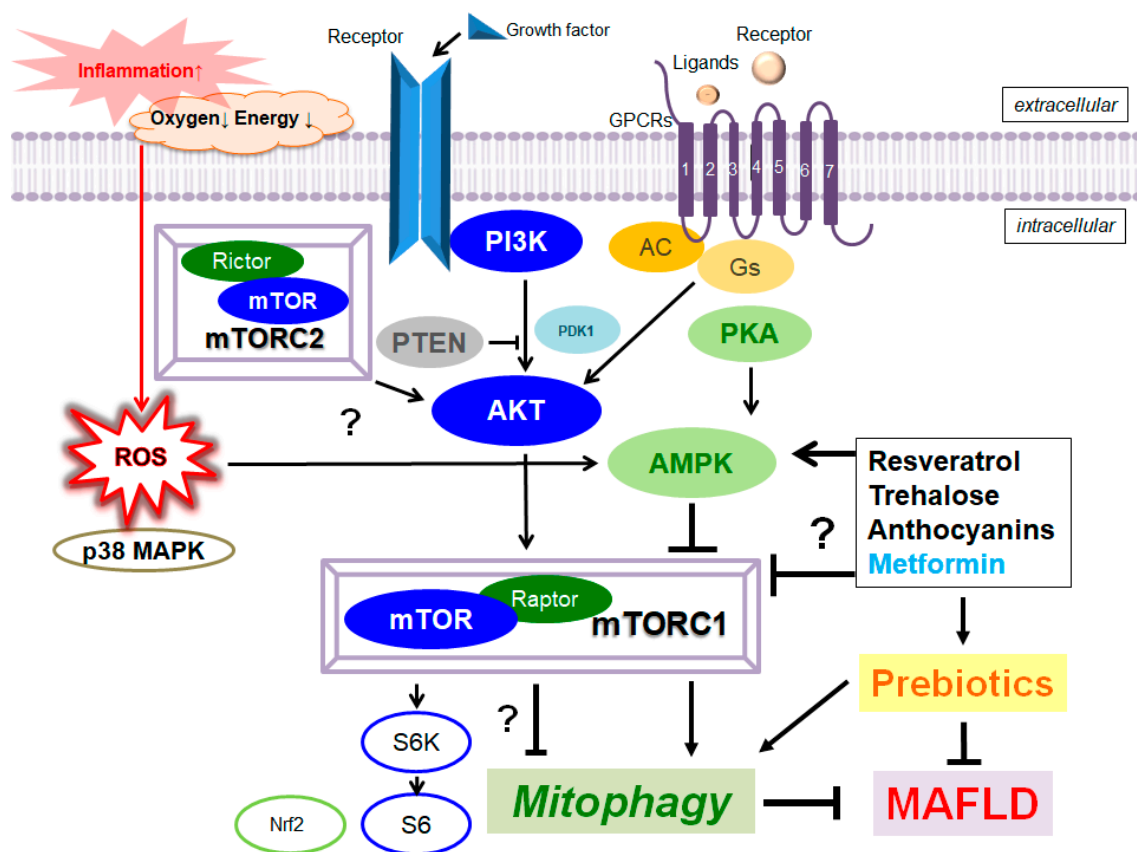 Inflammation↑
Oxygen↓ Energy ↓
Receptor
Growth factor
Receptor
Ligands
GPCRs
extracellular
1 2 3 4 5 6 7
intracellular
Rictor
mTOR
mTORC2
PI3K
AC
Gs
PTEN
PDK1
PKA
?
AKT
ROS
AMPK
Resveratrol
Trehalose
Anthocyanins
Metformin
?
p38 MAPK
mTOR
Raptor
mTORC1
Prebiotics
?
S6K
Mitophagy
MAFLD
Nrf2
S6